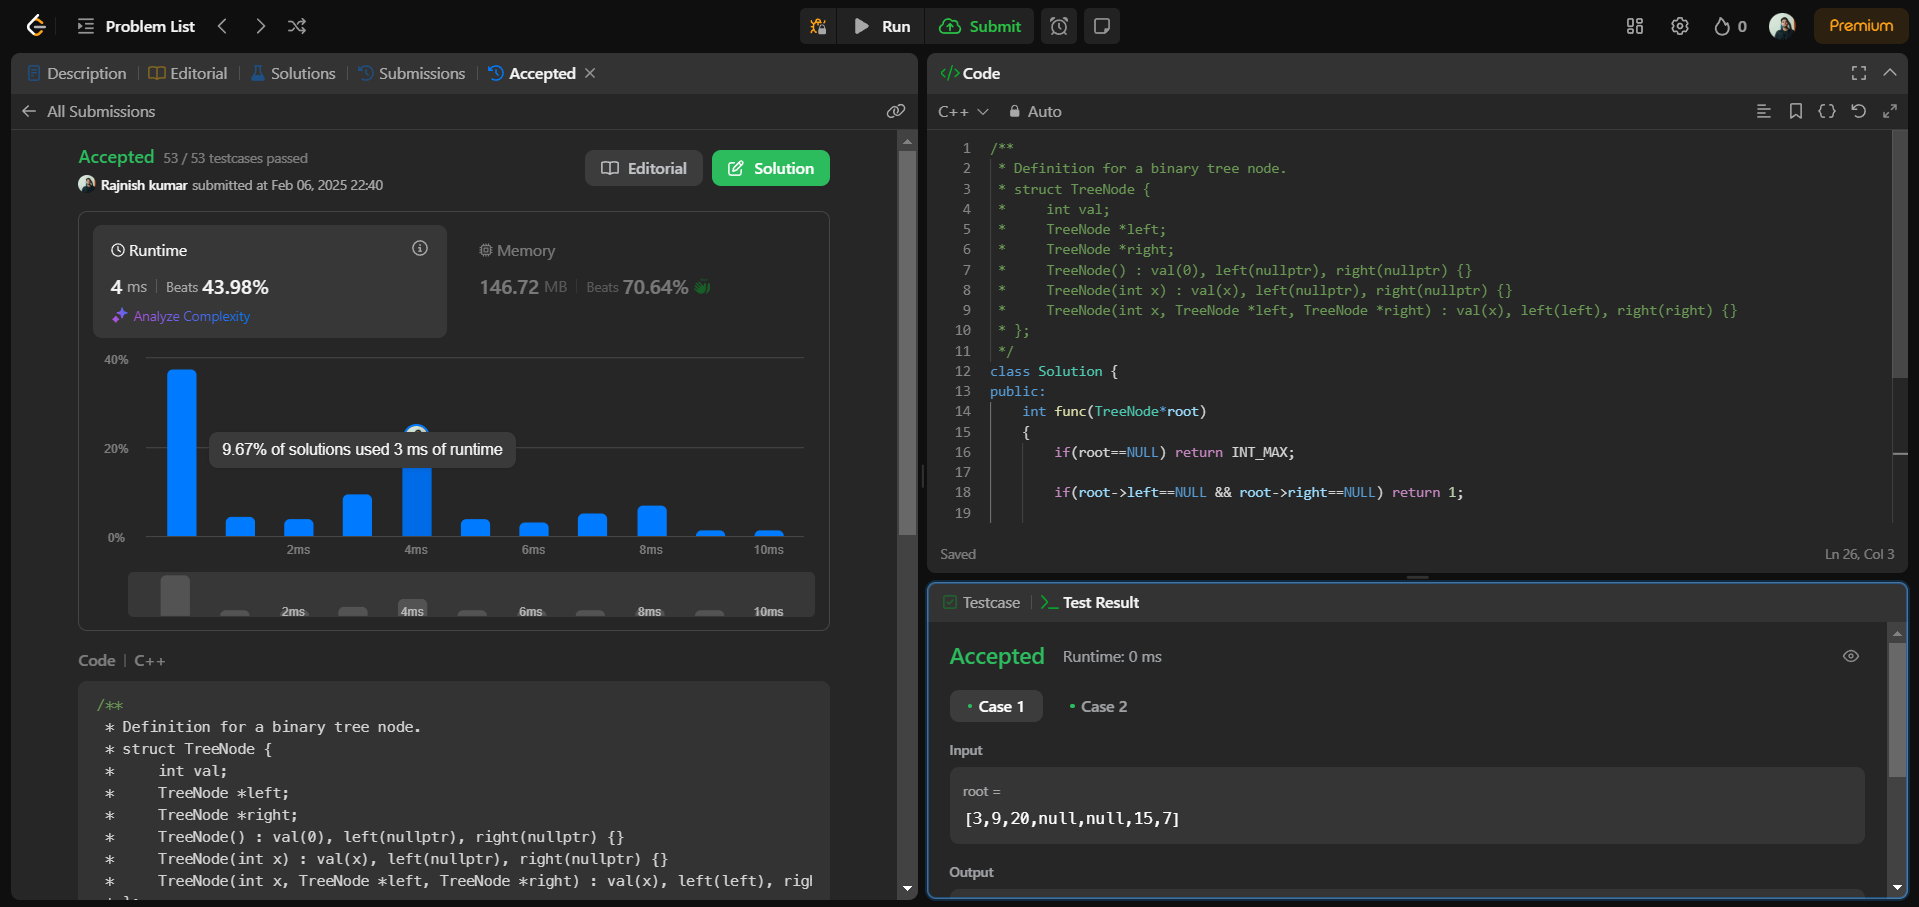 Problem List
Run
Submit
0
Premium
Description
Editorial
Solutions
Submissions
Accepted
All Submissions
Accepted 53 / 53 testcases passed
Rajnish kumar submitted at Feb 06, 2025 22:40
Editorial
Solution
Runtime
4 ms | Beats 43.98%
Analyze Complexity
Memory
146.72 MB | Beats 70.64%
40%
20%
0%
9.67% of solutions used 3 ms of runtime
2ms 4ms 6ms 8ms 10ms
2ms 4ms 6ms 8ms 10ms
Code | C++
/**
 * Definition for a binary tree node.
 * struct TreeNode {
 *     int val;
 *     TreeNode *left;
 *     TreeNode *right;
 *     TreeNode() : val(0), left(nullptr), right(nullptr) {}
 *     TreeNode(int x) : val(x), left(nullptr), right(nullptr) {}
 *     TreeNode(int x, TreeNode *left, TreeNode *right) : val(x), left(left), righ
</> Code
C++
Auto
1 /**
2  * Definition for a binary tree node.
3  * struct TreeNode {
4  *     int val;
5  *     TreeNode *left;
6  *     TreeNode *right;
7  *     TreeNode() : val(0), left(nullptr), right(nullptr) {}
8  *     TreeNode(int x) : val(x), left(nullptr), right(nullptr) {}
9  *     TreeNode(int x, TreeNode *left, TreeNode *right) : val(x), left(left), right(right) {}
10  * };
11  */
12 class Solution {
13 public:
14     int func(TreeNode*root)
15     {
16         if(root==NULL) return INT_MAX;
17
18         if(root->left==NULL && root->right==NULL) return 1;
19
Saved
Ln 26, Col 3
Testcase
Test Result
Accepted Runtime: 0 ms
Case 1
Case 2
Input
root =
[3,9,20,null,null,15,7]
Output